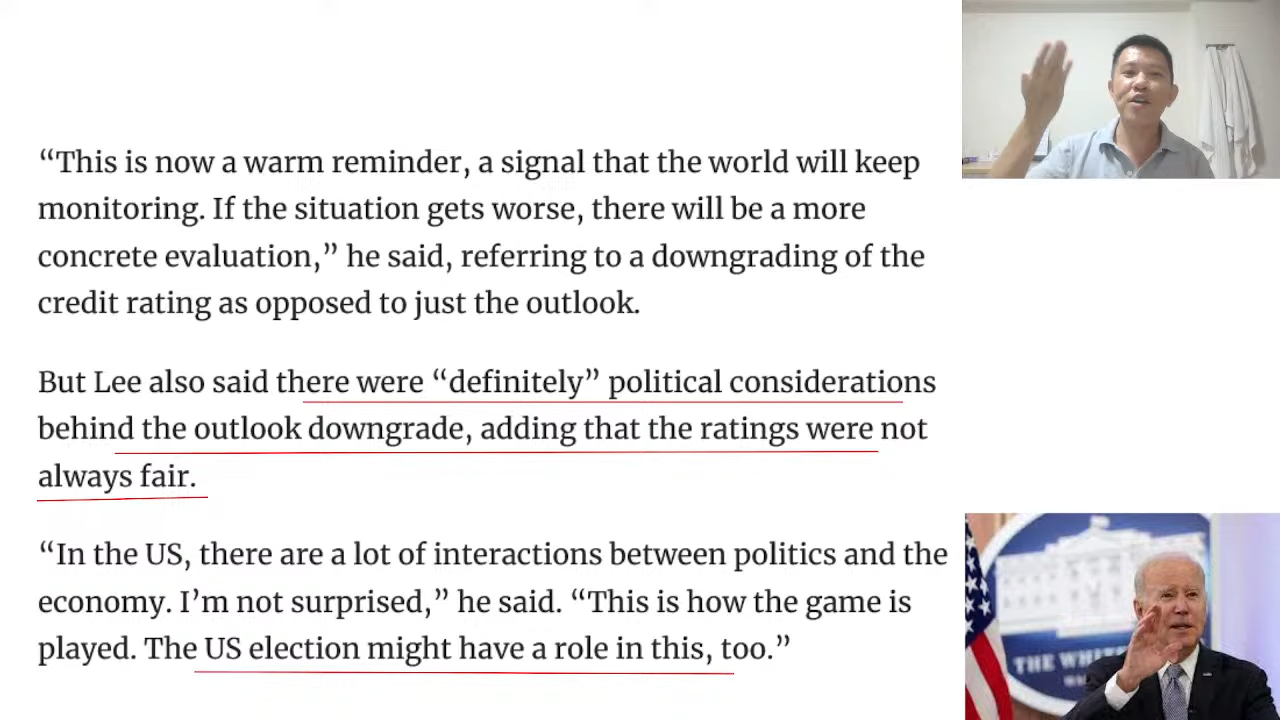 “This is now a warm reminder, a signal that the world will keep
monitoring. If the situation gets worse, there will be a more
concrete evaluation,” he said, referring to a downgrading of the
credit rating as opposed to just the outlook.
But Lee also said there were “definitely” political considerations
behind the outlook downgrade, adding that the ratings were not
always fair.
“In the US, there are a lot of interactions between politics and the
economy. I’m not surprised,” he said. “This is how the game is
played. The US election might have a role in this, too.”
THE WHIT